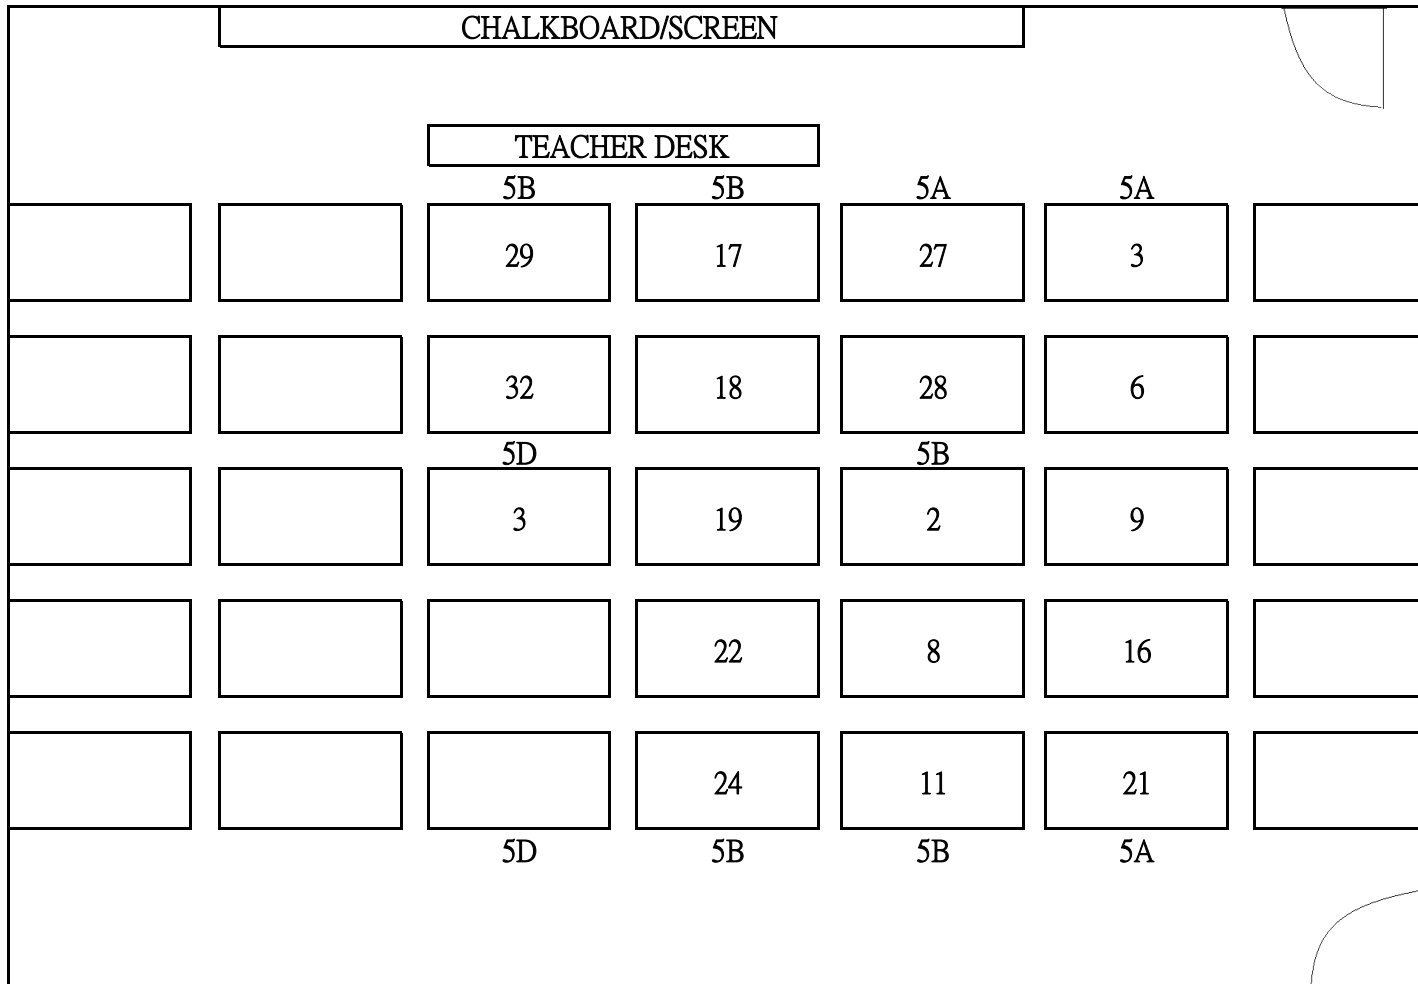 CHALKBOARD/SCREEN
TEACHER DESK
5B 5B 5A 5A
29 17 27 3
32 18 28 6
5D 5B
3 19 2 9
22 8 16
24 11 21
5D 5B 5B 5A